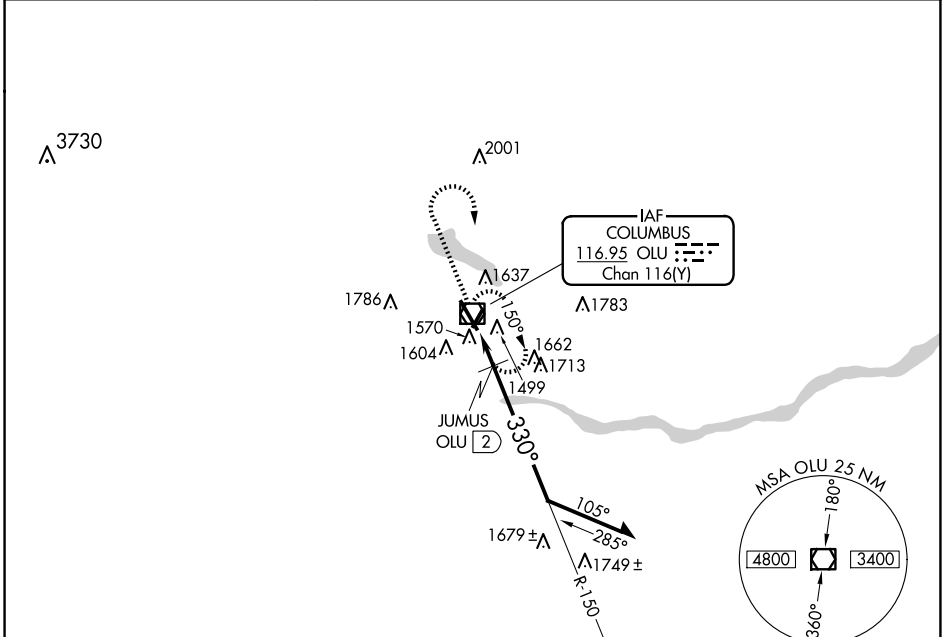 3730
2001
IAF
COLUMBUS
116.95 OLU
Chan 116(Y)
1637
1786
1783
150°
1570
1604
1662
1713
1499
JUMUS
OLU 2
330°
105°
285°
1679 ±
1749 ±
R-150
MSA OLU 25 NM
180°
4800
3400
360°